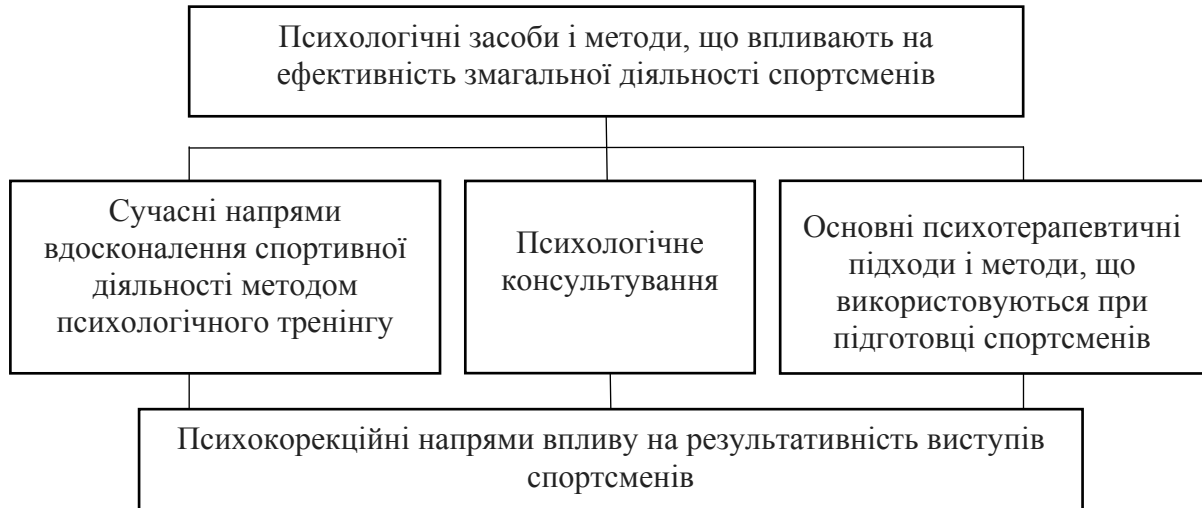 Психологічні засоби і методи, що впливають на
ефективність змагальної діяльності спортсменів
Сучасні напрями
вдосконалення спортивної
діяльності методом
психологічного тренінгу
Психологічне
консультування
Основні психотерапевтичні
підходи і методи, що
використовуються при
підготовці спортсменів
Психокорекційні напрями впливу на результативність виступів
спортсменів